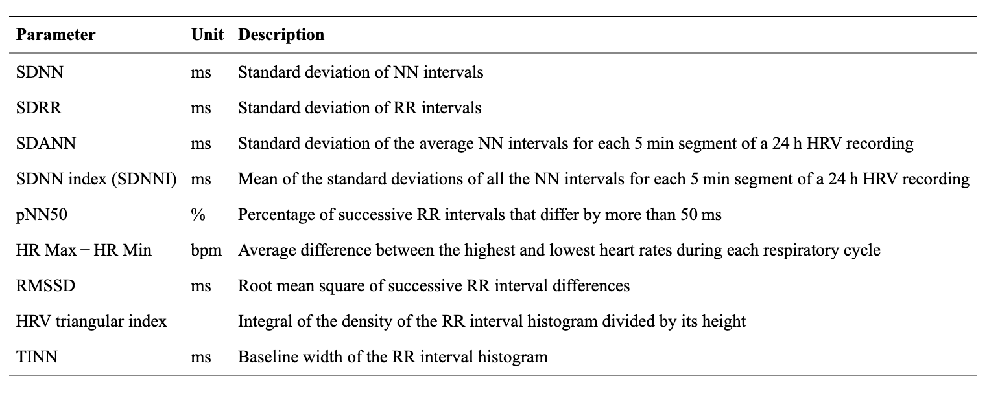 Parameter Unit Description
SDNN ms Standard deviation of NN intervals
SDRR ms Standard deviation of RR intervals
SDANN ms Standard deviation of the average NN intervals for each 5 min segment of a 24 h HRV recording
SDNN index (SDNNI) ms Mean of the standard deviations of all the NN intervals for each 5 min segment of a 24 h HRV recording
pNN50 % Percentage of successive RR intervals that differ by more than 50 ms
HR Max − HR Min bpm Average difference between the highest and lowest heart rates during each respiratory cycle
RMSSD ms Root mean square of successive RR interval differences
HRV triangular index Integral of the density of the RR interval histogram divided by its height
TINN ms Baseline width of the RR interval histogram